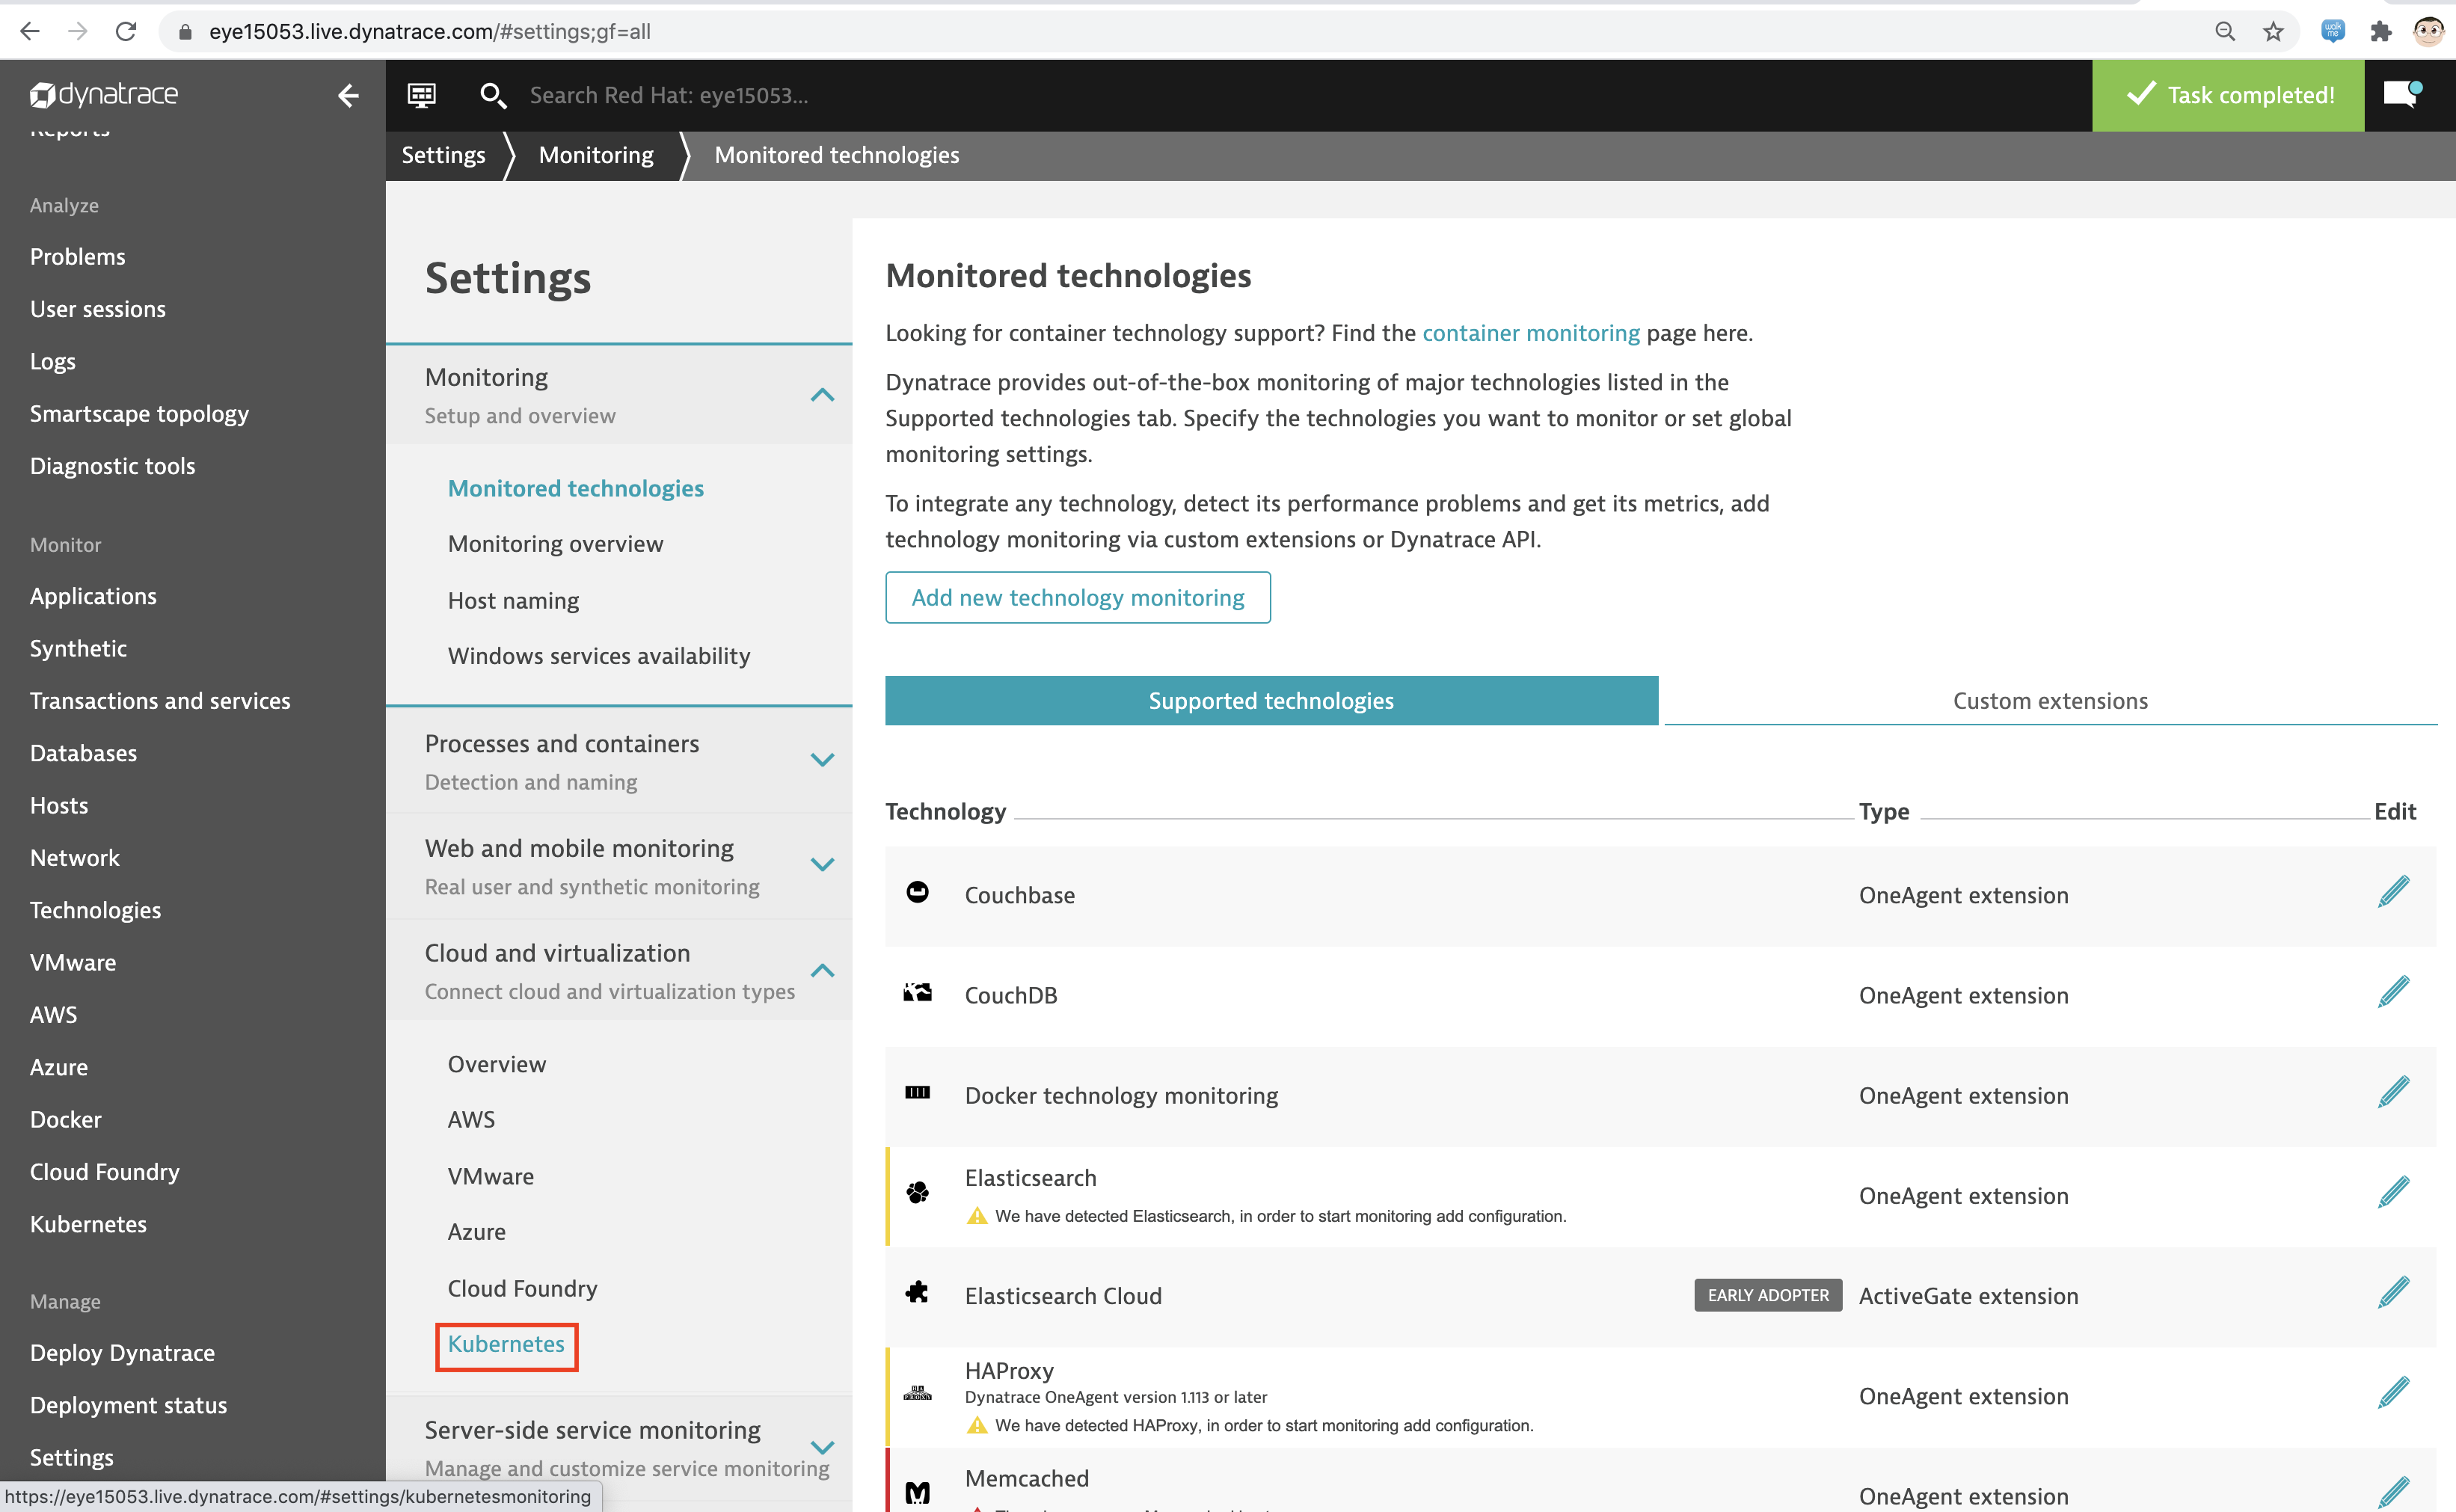 eye15053.live.dynatrace.com/#settings;gf=all
walk me
dynatrace
Search Red Hat: eye15053...
Task completed!
Settings
Monitoring
Monitored technologies
Reports
Analyze
Problems
User sessions
Logs
Smartscape topology
Diagnostic tools
Monitor
Applications
Synthetic
Transactions and services
Databases
Hosts
Network
Technologies
VMware
AWS
Azure
Docker
Cloud Foundry
Kubernetes
Manage
Deploy Dynatrace
Deployment status
Settings
https://eye15053.live.dynatrace.com/#settings/kubernetesmonitoring
Settings
Monitoring
Setup and overview
Monitored technologies
Monitoring overview
Host naming
Windows services availability
Processes and containers
Detection and naming
Web and mobile monitoring
Real user and synthetic monitoring
Cloud and virtualization
Connect cloud and virtualization types
Overview
AWS
VMware
Azure
Cloud Foundry
Kubernetes
Server-side service monitoring
Manage and customize service monitoring
Monitored technologies
Looking for container technology support? Find the container monitoring page here.
Dynatrace provides out-of-the-box monitoring of major technologies listed in the
Supported technologies tab. Specify the technologies you want to monitor or set global
monitoring settings.
To integrate any technology, detect its performance problems and get its metrics, add
technology monitoring via custom extensions or Dynatrace API.
Add new technology monitoring
Supported technologies
Custom extensions
Technology Type Edit
Couchbase OneAgent extension
CouchDB OneAgent extension
Docker technology monitoring OneAgent extension
Elasticsearch
We have detected Elasticsearch, in order to start monitoring add configuration.
OneAgent extension
Elasticsearch Cloud EARLY ADOPTER ActiveGate extension
HAProxy
Dynatrace OneAgent version 1.113 or later
We have detected HAProxy, in order to start monitoring add configuration.
OneAgent extension
Memcached
OneAgent extension